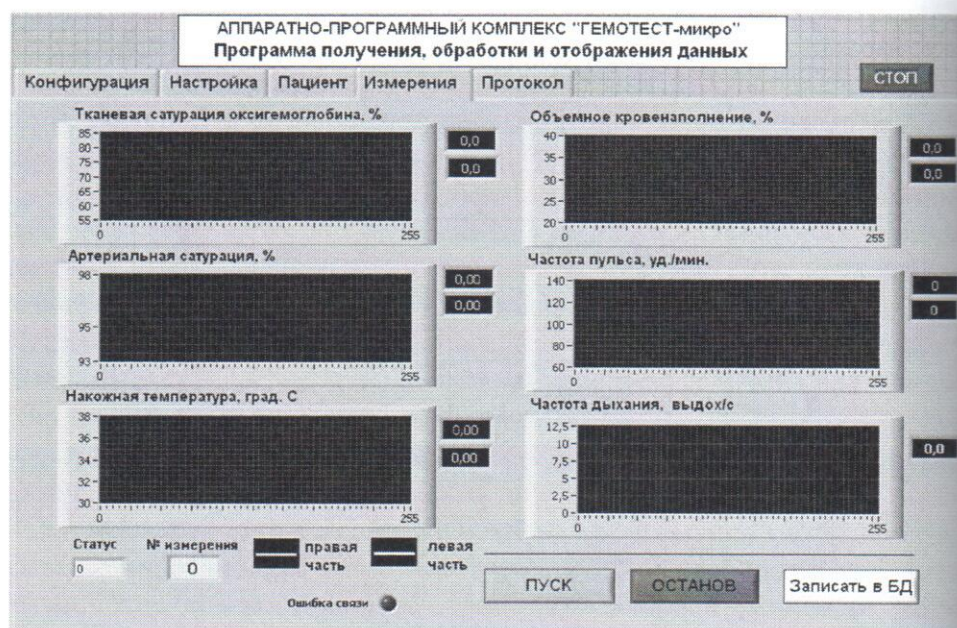 АППАРАТНО-ПРОГРАММНЫЙ КОМПЛЕКС "ГЕМОТЕСТ-микро"
Программа получения, обработки и отображения данных
Конфигурация Настройка Пациент Измерения Протокол
СТОП
Тканевая сатурация оксигемоглобина, %
85
80
75
70
65
60
55
0 255
0,0
0,0
Объемное кровенаполнение, %
40
35
30
25
20
0 255
0,0
0,0
Артериальная сатурация, %
98
95
93
0 255
0,00
0,00
Частота пульса, уд./мин.
140
120
100
80
60
0 255
0
0
Накожная температура, град. С
38
36
34
32
30
0 255
0,00
0,00
Частота дыхания, выдох/с
12,5
10
7,5
5
2,5
0
0 255
0,0
Статус
0
№ измерения
0
правая часть
левая часть
Ошибка связи
ПУСК
ОСТАНОВ
Записать в БД